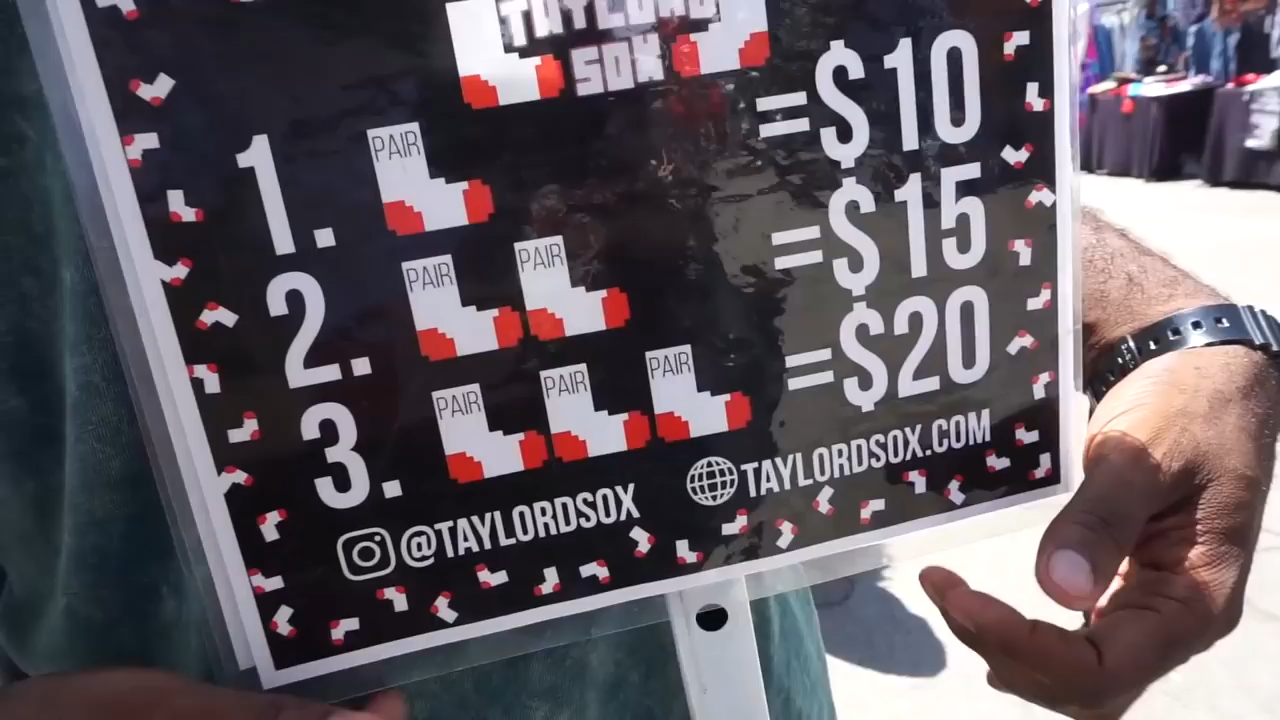 TAYLORD
SOX
1. PAIR =$10
2. PAIR PAIR =$15
3. PAIR PAIR PAIR =$20
@TAYLORDSOX TAYLORDSOX.COM